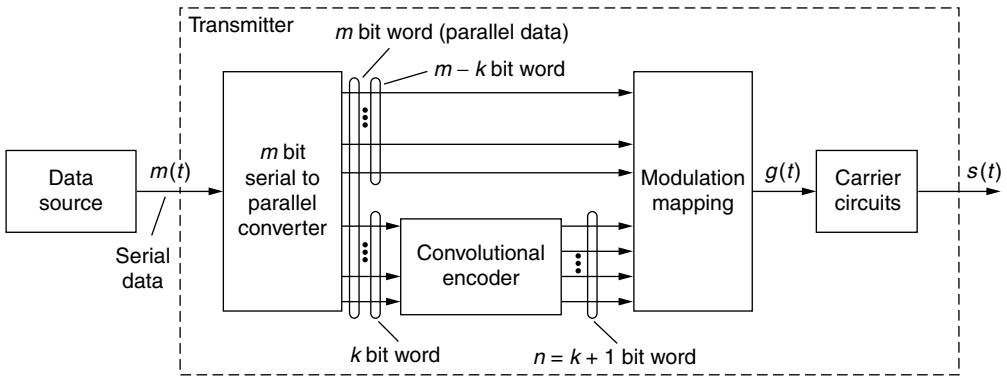 Transmitter
m bit word (parallel data)
m – k bit word
Data
source
m(t)
Serial
data
m bit
serial to
parallel
converter
Convolutional
encoder
Modulation
mapping
g(t)
Carrier
circuits
s(t)
k bit word
n = k + 1 bit word